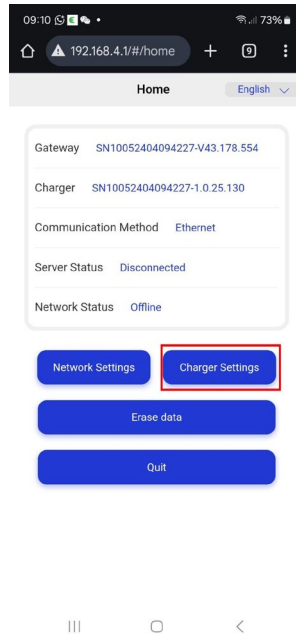 09:10
73%
192.168.4.1/#/home
9
Home
English
Gateway SN10052404094227-V43.178.554
Charger SN10052404094227-1.0.25.130
Communication Method Ethernet
Server Status Disconnected
Network Status Offline
Network Settings Charger Settings
Erase data
Quit